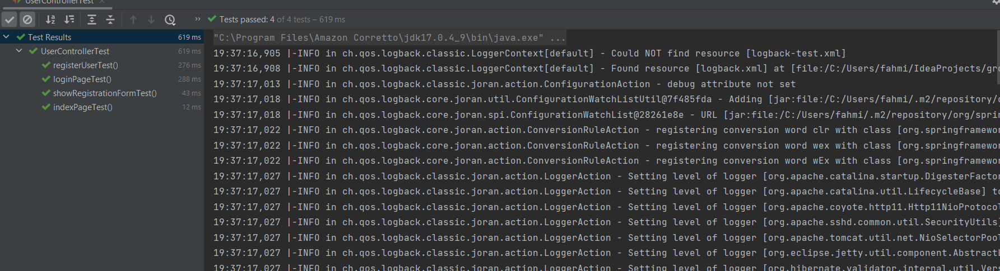 UserControllerTest
Tests passed: 4 of 4 tests – 619 ms
Test Results 619 ms
UserControllerTest 619 ms
registerUserTest() 276 ms
loginPageTest() 288 ms
showRegistrationFormTest() 43 ms
indexPageTest() 12 ms
"C:\Program Files\Amazon Corretto\jdk17.0.4_9\bin\java.exe" ...
19:37:16,905 |-INFO in ch.qos.logback.classic.LoggerContext[default] - Could NOT find resource [logback-test.xml]
19:37:16,908 |-INFO in ch.qos.logback.classic.LoggerContext[default] - Found resource [logback.xml] at [file:/C:/Users/fahmi/IdeaProjects/gro
19:37:17,013 |-INFO in ch.qos.logback.classic.joran.action.ConfigurationAction - debug attribute not set
19:37:17,018 |-INFO in ch.qos.logback.core.joran.util.ConfigurationWatchListUtil@7f485fda - Adding [jar:file:/C:/Users/fahmi/.m2/repository/o
19:37:17,018 |-INFO in ch.qos.logback.core.joran.spi.ConfigurationWatchList@28261e8e - URL [jar:file:/C:/Users/fahmi/.m2/repository/org/sprin
19:37:17,022 |-INFO in ch.qos.logback.core.joran.action.ConversionRuleAction - registering conversion word clr with class [org.springframewor
19:37:17,022 |-INFO in ch.qos.logback.core.joran.action.ConversionRuleAction - registering conversion word wex with class [org.springframewor
19:37:17,022 |-INFO in ch.qos.logback.core.joran.action.ConversionRuleAction - registering conversion word wEx with class [org.springframewor
19:37:17,027 |-INFO in ch.qos.logback.classic.joran.action.LoggerAction - Setting level of logger [org.apache.catalina.startup.DigesterFactor
19:37:17,027 |-INFO in ch.qos.logback.classic.joran.action.LoggerAction - Setting level of logger [org.apache.catalina.util.LifecycleBase] to
19:37:17,027 |-INFO in ch.qos.logback.classic.joran.action.LoggerAction - Setting level of logger [org.apache.coyote.http11.Http11NioProtocol
19:37:17,027 |-INFO in ch.qos.logback.classic.joran.action.LoggerAction - Setting level of logger [org.apache.sshd.common.util.SecurityUtils]
19:37:17,027 |-INFO in ch.qos.logback.classic.joran.action.LoggerAction - Setting level of logger [org.apache.tomcat.util.net.NioSelectorPool
19:37:17,027 |-INFO in ch.qos.logback.classic.joran.action.LoggerAction - Setting level of logger [org.eclipse.jetty.util.component.AbstractL
19:37:17,027 |-INFO in ch.qos.logback.classic.joran.action.LoggerAction - Setting level of logger [org.hibernate.validator.internal.util.Vers